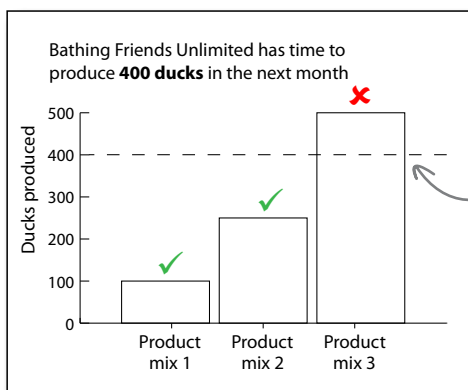 Bathing Friends Unlimited has time to
produce 400 ducks in the next month
500
400
300
200
100
0
Ducks produced
Product
mix 1
Product
mix 2
Product
mix 3